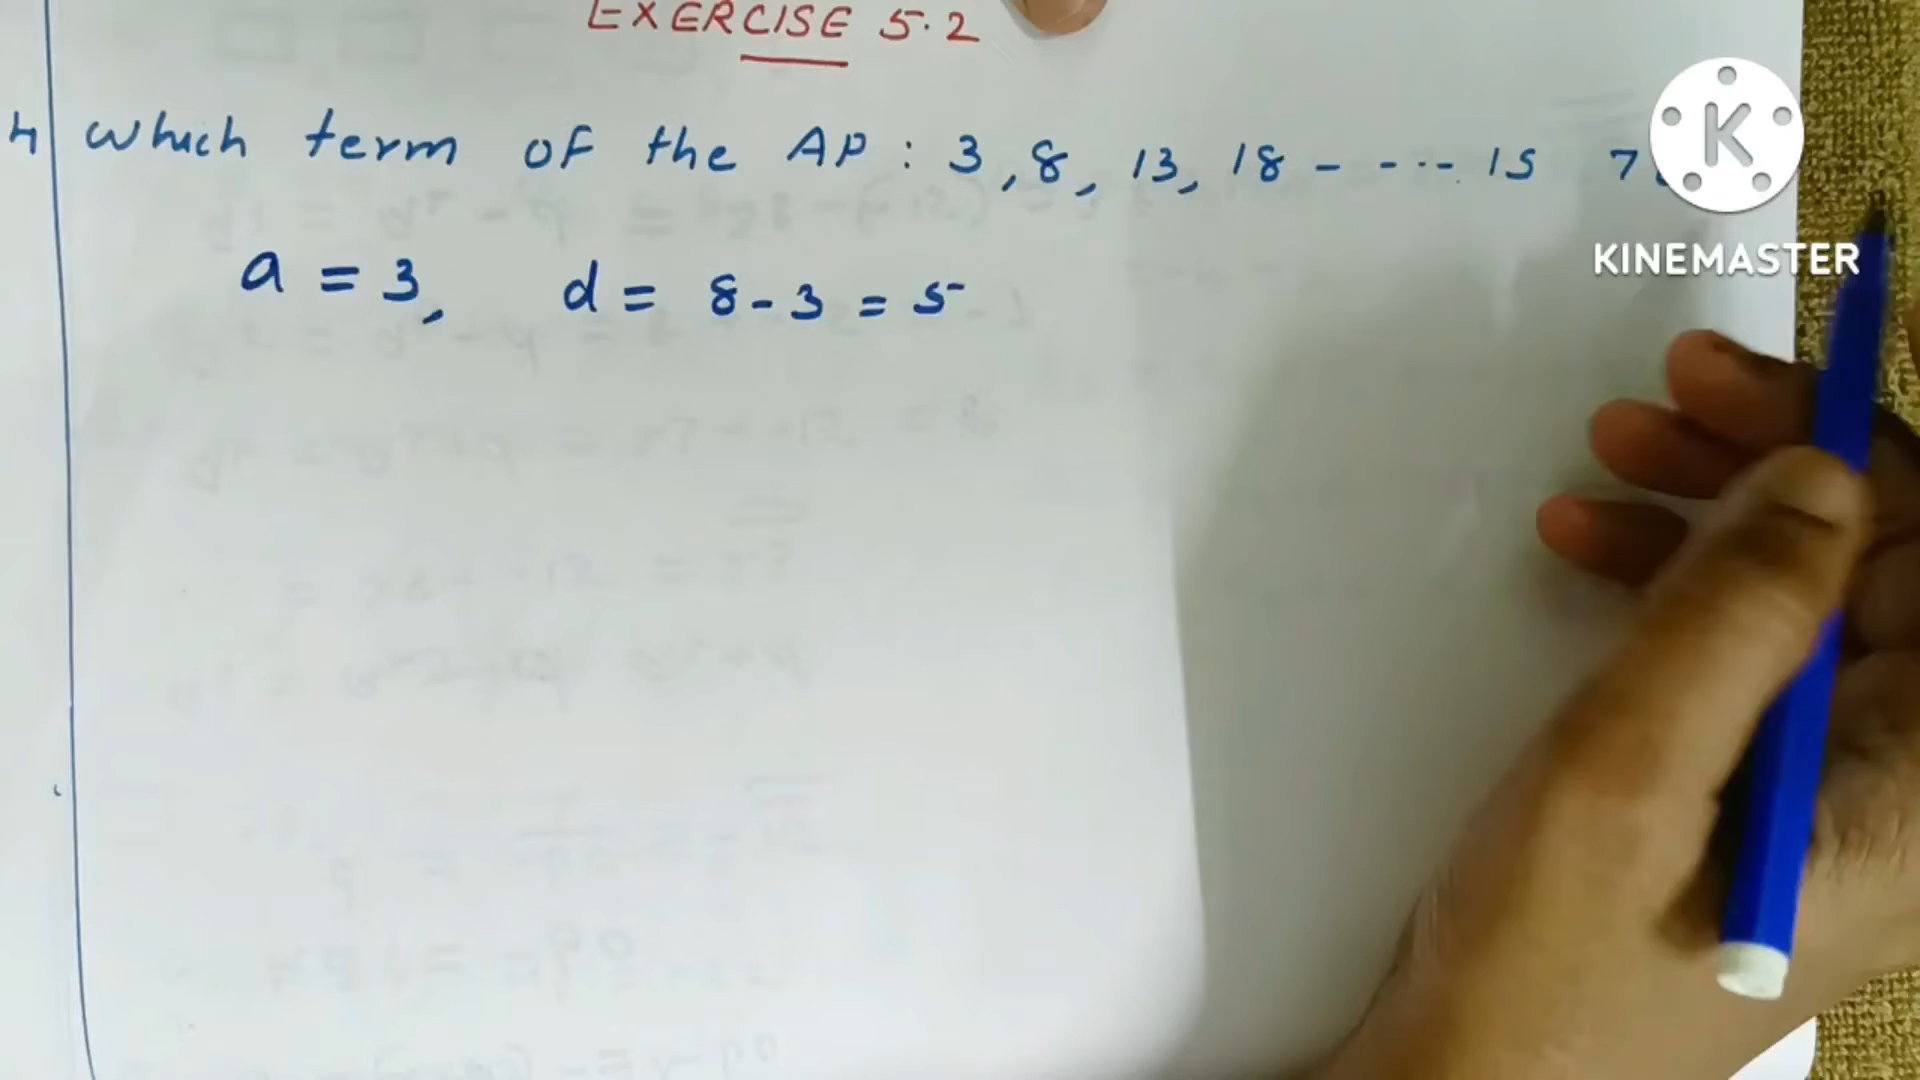 EXERCISE 5.2
4 which term of the AP : 3, 8, 13, 18 - - - - - is 7
a = 3, d = 8 - 3 = 5
K
KINEMASTER